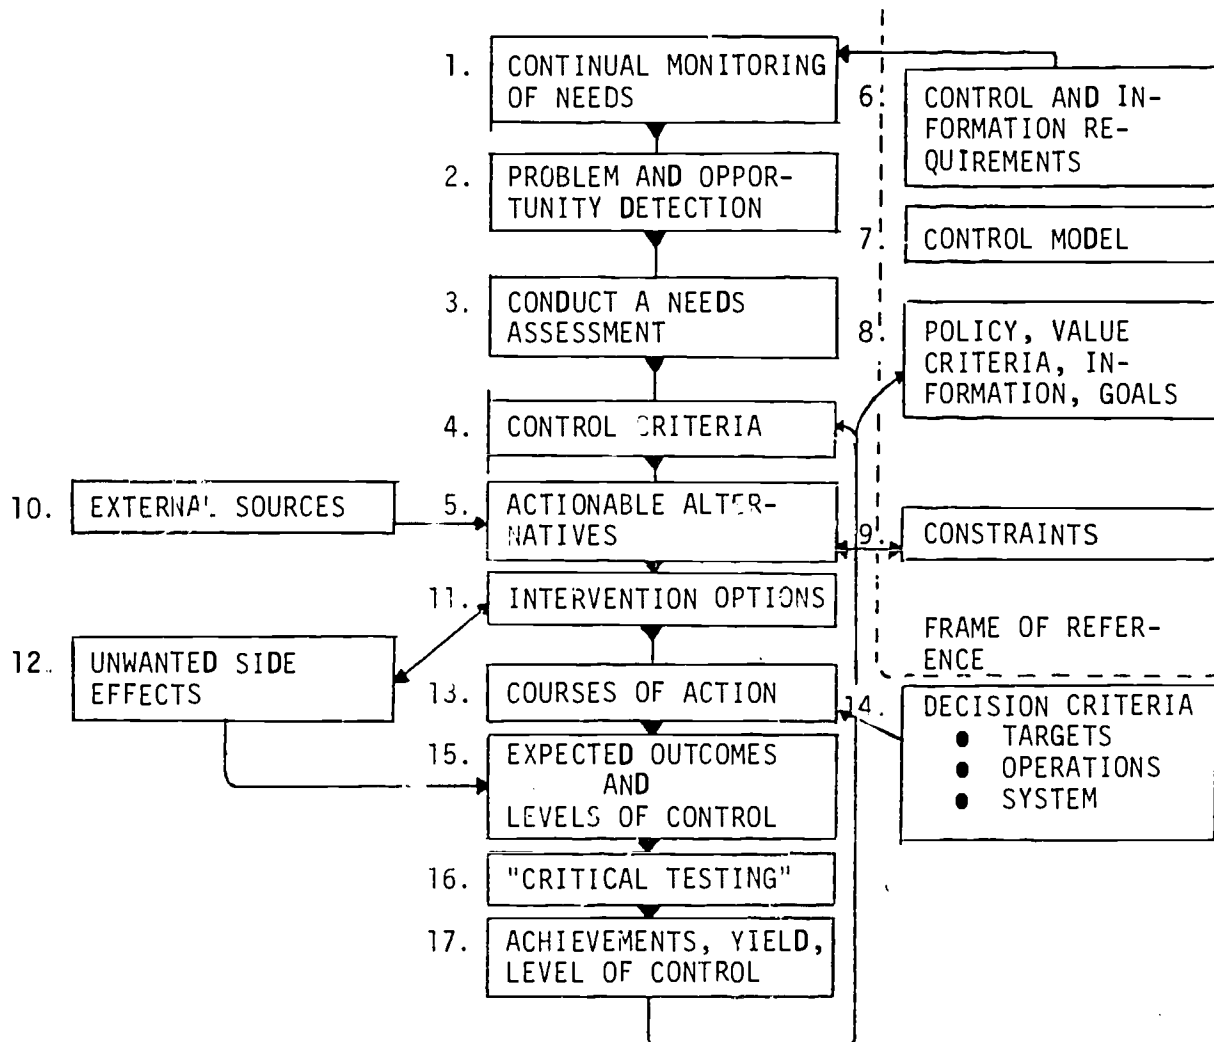 1. CONTINUAL MONITORING
OF NEEDS
2. PROBLEM AND OPPOR-
TUNITY DETECTION
3. CONDUCT A NEEDS
ASSESSMENT
4. CONTROL CRITERIA
5. ACTIONABLE ALTER-
NATIVES
6. CONTROL AND IN-
FORMATION RE-
QUIREMENTS
7. CONTROL MODEL
8. POLICY, VALUE
CRITERIA, IN-
FORMATION, GOALS
9. CONSTRAINTS
FRAME OF REFER-
ENCE
10. EXTERNAL SOURCES
11. INTERVENTION OPTIONS
12. UNWANTED SIDE
EFFECTS
13. COURSES OF ACTION
14. DECISION CRITERIA
● TARGETS
● OPERATIONS
● SYSTEM
15. EXPECTED OUTCOMES
AND
LEVELS OF CONTROL
16. "CRITICAL TESTING"
17. ACHIEVEMENTS, YIELD,
LEVEL OF CONTROL